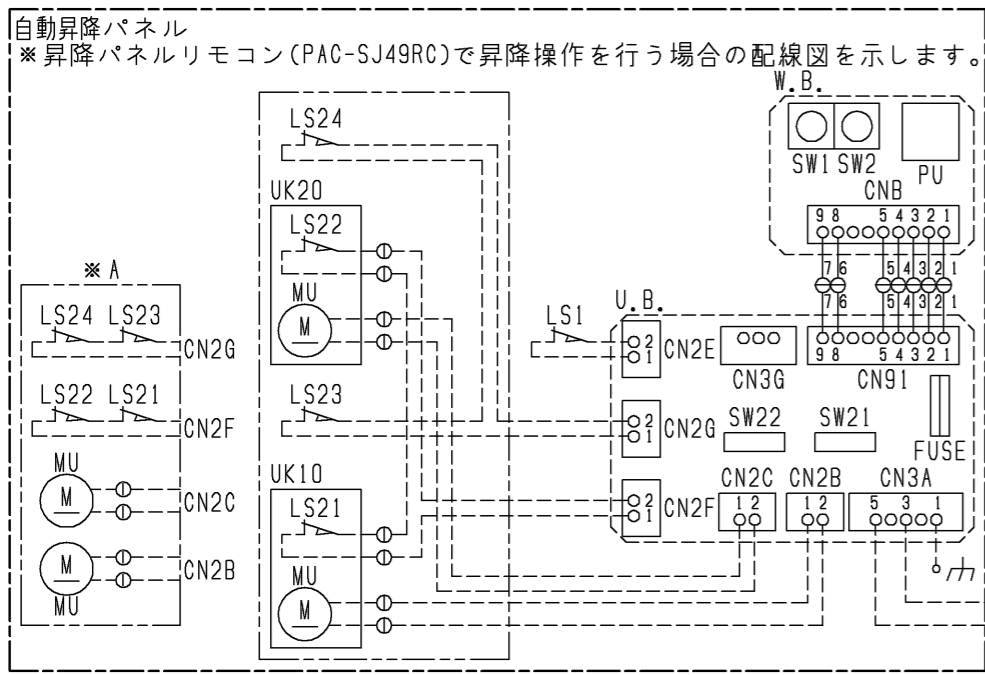 自動昇降パネル
※昇降パネルリモコン(PAC-SJ49RC)で昇降操作を行う場合の配線図を示します。
W.B.
SW1 SW2 PU
CNB
9 8 5 4 3 2 1
7 6 5 4 3 2 1
7 6 5 4 3 2 1
U.B.
9 8 5 4 3 2 1
CN91
CN3G
FUSE
LS1
2
1
CN2E
2
1
CN2G
SW22 SW21
2
1
CN2F
CN2C CN2B CN3A
1 2 1 2 5 3 1
LS24
UK20
LS22
MU
M
LS23
UK10
LS21
MU
M
※A
LS24 LS23
CN2G
LS22 LS21
CN2F
MU
M
CN2C
M
CN2B
MU